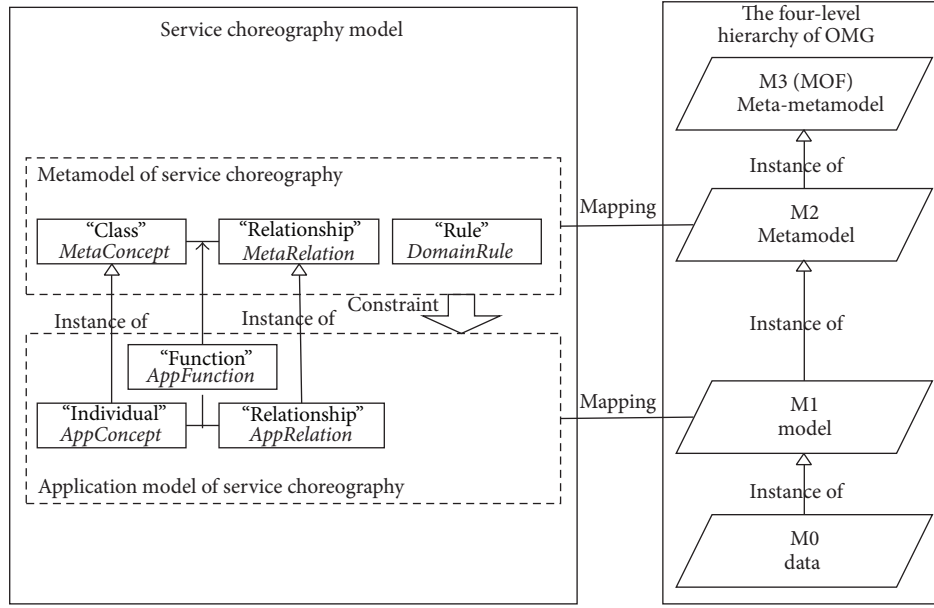 Service choreography model
Metamodel of service choreography
“Class”
MetaConcept
“Relationship”
MetaRelation
“Rule”
DomainRule
Instance of
Instance of
Constraint
“Function”
AppFunction
“Individual”
AppConcept
“Relationship”
AppRelation
Application model of service choreography
Mapping
Mapping
The four-level
hierarchy of OMG
M3 (MOF)
Meta-metamodel
Instance of
M2
Metamodel
Instance of
M1
model
Instance of
M0
data